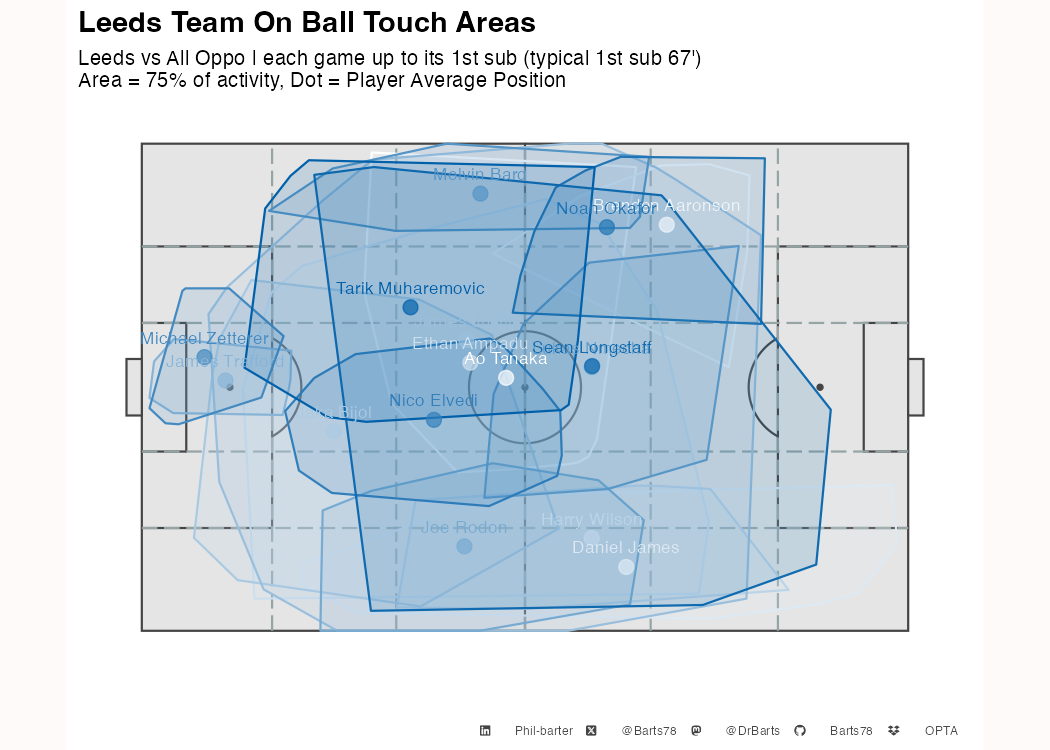 Leeds Team On Ball Touch Areas
Leeds vs All Oppo I each game up to its 1st sub (typical 1st sub 67')
Area = 75% of activity, Dot = Player Average Position
Melvin Bard
Brenden Aaronson
Noah Okafor
Tarik Muharemovic
Michael Zetterer
James Trafford
Ethan Ampadu
Sean Longstaff
Ao Tanaka
Nico Elvedi
Bijol
Harry Wilson
Joe Rodon
Daniel James
Phil-barter
@Barts78
@DrBarts
Barts78
OPTA